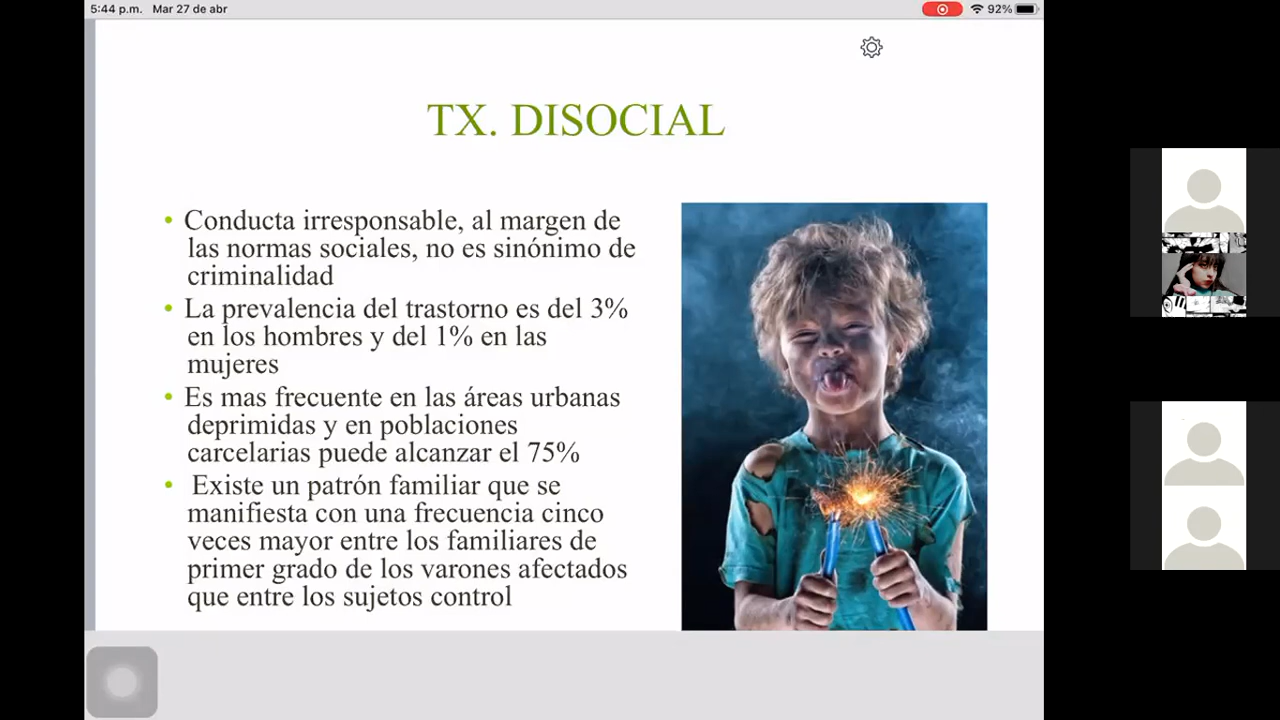 5:44 p.m. Mar 27 de abr
92%
TX. DISOCIAL
• Conducta irresponsable, al margen de
las normas sociales, no es sinónimo de
criminalidad
• La prevalencia del trastorno es del 3%
en los hombres y del 1% en las
mujeres
• Es mas frecuente en las áreas urbanas
deprimidas y en poblaciones
carcelarias puede alcanzar el 75%
• Existe un patrón familiar que se
manifiesta con una frecuencia cinco
veces mayor entre los familiares de
primer grado de los varones afectados
que entre los sujetos control